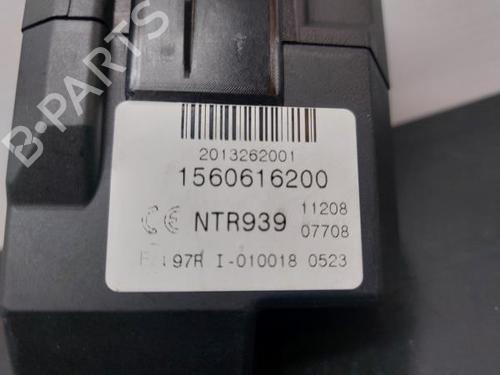 B-PARTS
2013262001
1560616200
CE NTR939 11208
07708
97R I-010018 0523